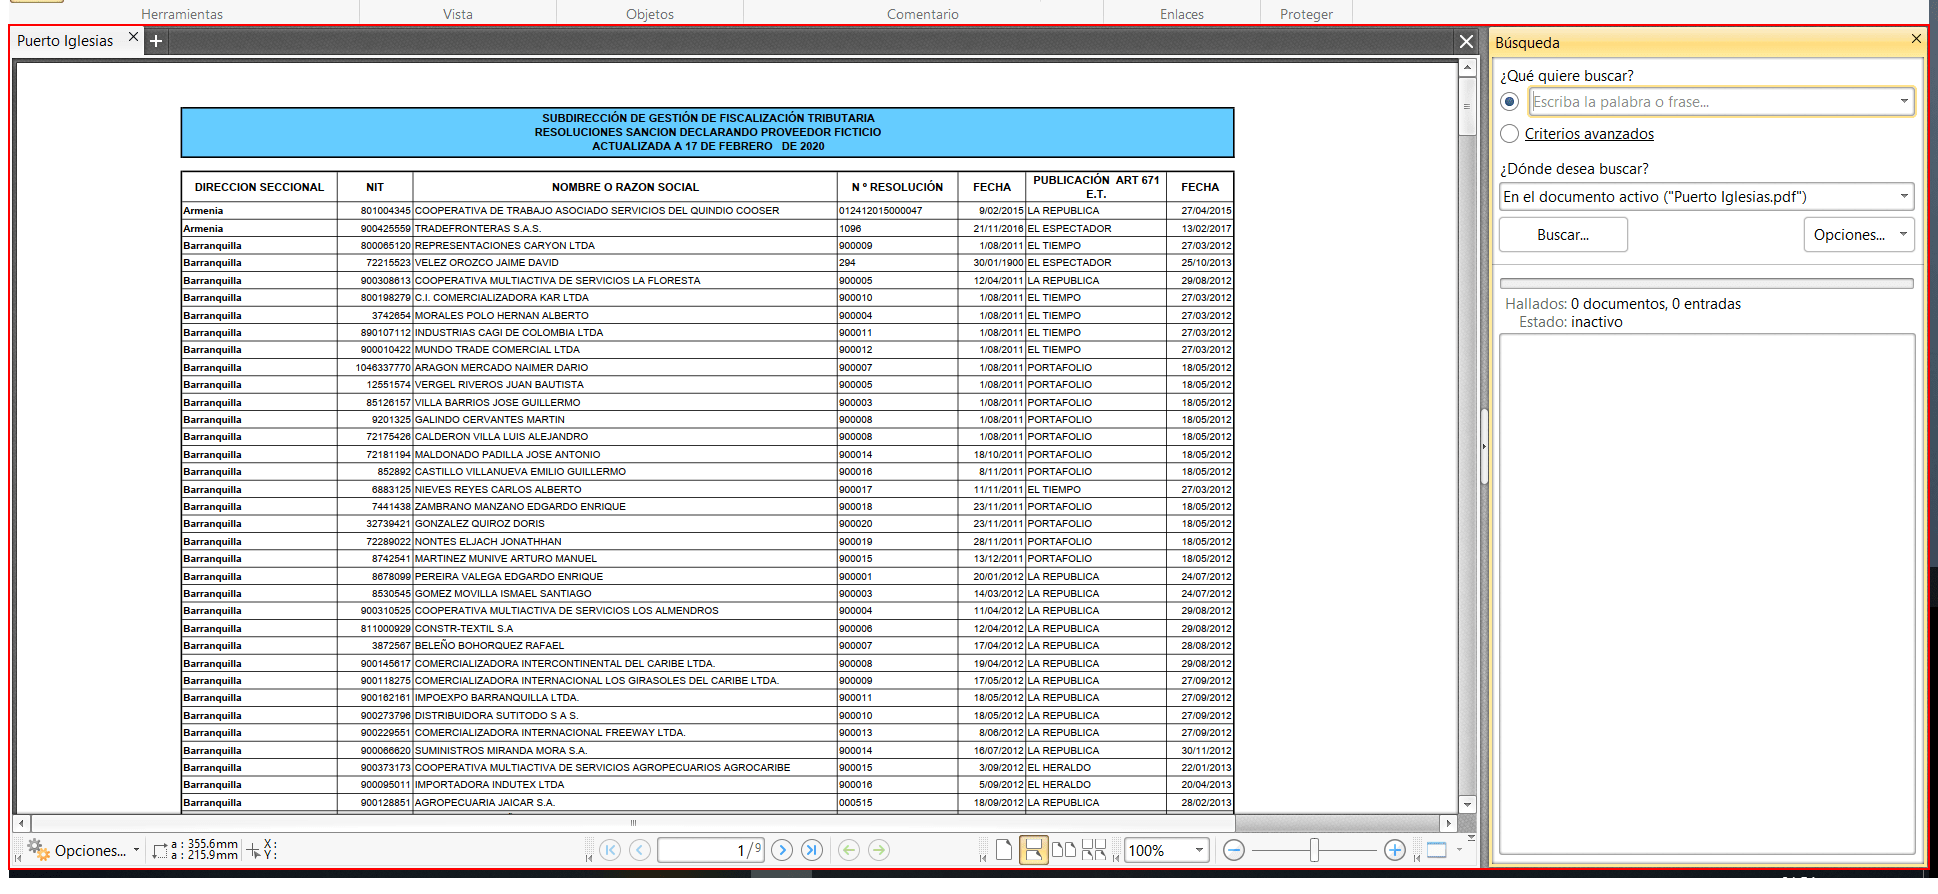 Herramientas Vista Objetos Comentario Enlaces Proteger
Puerto Iglesias
SUBDIRECCIÓN DE GESTIÓN DE FISCALIZACIÓN TRIBUTARIA
RESOLUCIONES SANCION DECLARANDO PROVEEDOR FICTICIO
ACTUALIZADA A 17 DE FEBRERO DE 2020
DIRECCION SECCIONAL NIT NOMBRE O RAZON SOCIAL N º RESOLUCIÓN FECHA PUBLICACIÓN ART 671 E.T. FECHA
Armenia 801004345 COOPERATIVA DE TRABAJO ASOCIADO SERVICIOS DEL QUINDIO COOSER 012412015000047 9/02/2015 LA REPUBLICA 27/04/2015
Armenia 900425559 TRADEFRONTERAS S.A.S. 1096 21/11/2016 EL ESPECTADOR 13/02/2017
Barranquilla 800065120 REPRESENTACIONES CARYON LTDA 900009 1/08/2011 EL TIEMPO 27/03/2012
Barranquilla 72215523 VELEZ OROZCO JAIME DAVID 294 30/01/1900 EL ESPECTADOR 25/10/2013
Barranquilla 900308613 COOPERATIVA MULTIACTIVA DE SERVICIOS LA FLORESTA 900005 12/04/2011 LA REPUBLICA 29/08/2012
Barranquilla 800198279 C.I. COMERCIALIZADORA KAR LTDA 900010 1/08/2011 EL TIEMPO 27/03/2012
Barranquilla 3742654 MORALES POLO HERNAN ALBERTO 900004 1/08/2011 EL TIEMPO 27/03/2012
Barranquilla 890107112 INDUSTRIAS CAGI DE COLOMBIA LTDA 900011 1/08/2011 EL TIEMPO 27/03/2012
Barranquilla 900010422 MUNDO TRADE COMERCIAL LTDA 900012 1/08/2011 EL TIEMPO 27/03/2012
Barranquilla 1046337770 ARAGON MERCADO NAIMER DARIO 900007 1/08/2011 PORTAFOLIO 18/05/2012
Barranquilla 12551574 VERGEL RIVEROS JUAN BAUTISTA 900005 1/08/2011 PORTAFOLIO 18/05/2012
Barranquilla 85126157 VILLA BARRIOS JOSE GUILLERMO 900003 1/08/2011 PORTAFOLIO 18/05/2012
Barranquilla 9201325 GALINDO CERVANTES MARTIN 900008 1/08/2011 PORTAFOLIO 18/05/2012
Barranquilla 72175426 CALDERON VILLA LUIS ALEJANDRO 900008 1/08/2011 PORTAFOLIO 18/05/2012
Barranquilla 72181194 MALDONADO PADILLA JOSE ANTONIO 900014 18/10/2011 PORTAFOLIO 18/05/2012
Barranquilla 852892 CASTILLO VILLANUEVA EMILIO GUILLERMO 900016 8/11/2011 PORTAFOLIO 18/05/2012
Barranquilla 6883125 NIEVES REYES CARLOS ALBERTO 900017 11/11/2011 EL TIEMPO 27/03/2012
Barranquilla 7441438 ZAMBRANO MANZANO EDGARDO ENRIQUE 900018 23/11/2011 PORTAFOLIO 18/05/2012
Barranquilla 32739421 GONZALEZ QUIROZ DORIS 900020 23/11/2011 PORTAFOLIO 18/05/2012
Barranquilla 72289022 NONTES ELJACH JONATHHAN 900019 28/11/2011 PORTAFOLIO 18/05/2012
Barranquilla 8742541 MARTINEZ MUNIVE ARTURO MANUEL 900015 13/12/2011 PORTAFOLIO 18/05/2012
Barranquilla 8678099 PEREIRA VALEGA EDGARDO ENRIQUE 900001 20/01/2012 LA REPUBLICA 24/07/2012
Barranquilla 8530545 GOMEZ MOVILLA ISMAEL SANTIAGO 900003 14/03/2012 LA REPUBLICA 24/07/2012
Barranquilla 900310525 COOPERATIVA MULTIACTIVA DE SERVICIOS LOS ALMENDROS 900004 11/04/2012 LA REPUBLICA 29/08/2012
Barranquilla 811000929 CONSTR-TEXTIL S.A 900006 12/04/2012 LA REPUBLICA 29/08/2012
Barranquilla 3872567 BELEÑO BOHORQUEZ RAFAEL 900007 17/04/2012 LA REPUBLICA 28/08/2012
Barranquilla 900145617 COMERCIALIZADORA INTERCONTINENTAL DEL CARIBE LTDA. 900008 19/04/2012 LA REPUBLICA 29/08/2012
Barranquilla 900118275 COMERCIALIZADORA INTERNACIONAL LOS GIRASOLES DEL CARIBE LTDA. 900009 17/05/2012 LA REPUBLICA 27/09/2012
Barranquilla 900162161 IMPOEXPO BARRANQUILLA LTDA. 900011 18/05/2012 LA REPUBLICA 27/09/2012
Barranquilla 900273796 DISTRIBUIDORA SUTITODO S A S. 900010 18/05/2012 LA REPUBLICA 27/09/2012
Barranquilla 900229551 COMERCIALIZADORA INTERNACIONAL FREEWAY LTDA. 900013 8/06/2012 LA REPUBLICA 27/09/2012
Barranquilla 900066620 SUMINISTROS MIRANDA MORA S.A. 900014 16/07/2012 LA REPUBLICA 30/11/2012
Barranquilla 900373173 COOPERATIVA MULTIACTIVA DE SERVICIOS AGROPECUARIOS AGROCARIBE 900015 3/09/2012 EL HERALDO 22/01/2013
Barranquilla 900095011 IMPORTADORA INDUTEX LTDA 900016 5/09/2012 EL HERALDO 20/04/2013
Barranquilla 900128851 AGROPECUARIA JAICAR S.A. 000515 18/09/2012 LA REPUBLICA 28/02/2013
Opciones... a : 355.6mm X:
a : 215.9mm Y:
1/9
100%
Búsqueda
¿Qué quiere buscar?
Escriba la palabra o frase...
Criterios avanzados
¿Dónde desea buscar?
En el documento activo ("Puerto Iglesias.pdf")
Buscar... Opciones...
Hallados: 0 documentos, 0 entradas
Estado: inactivo